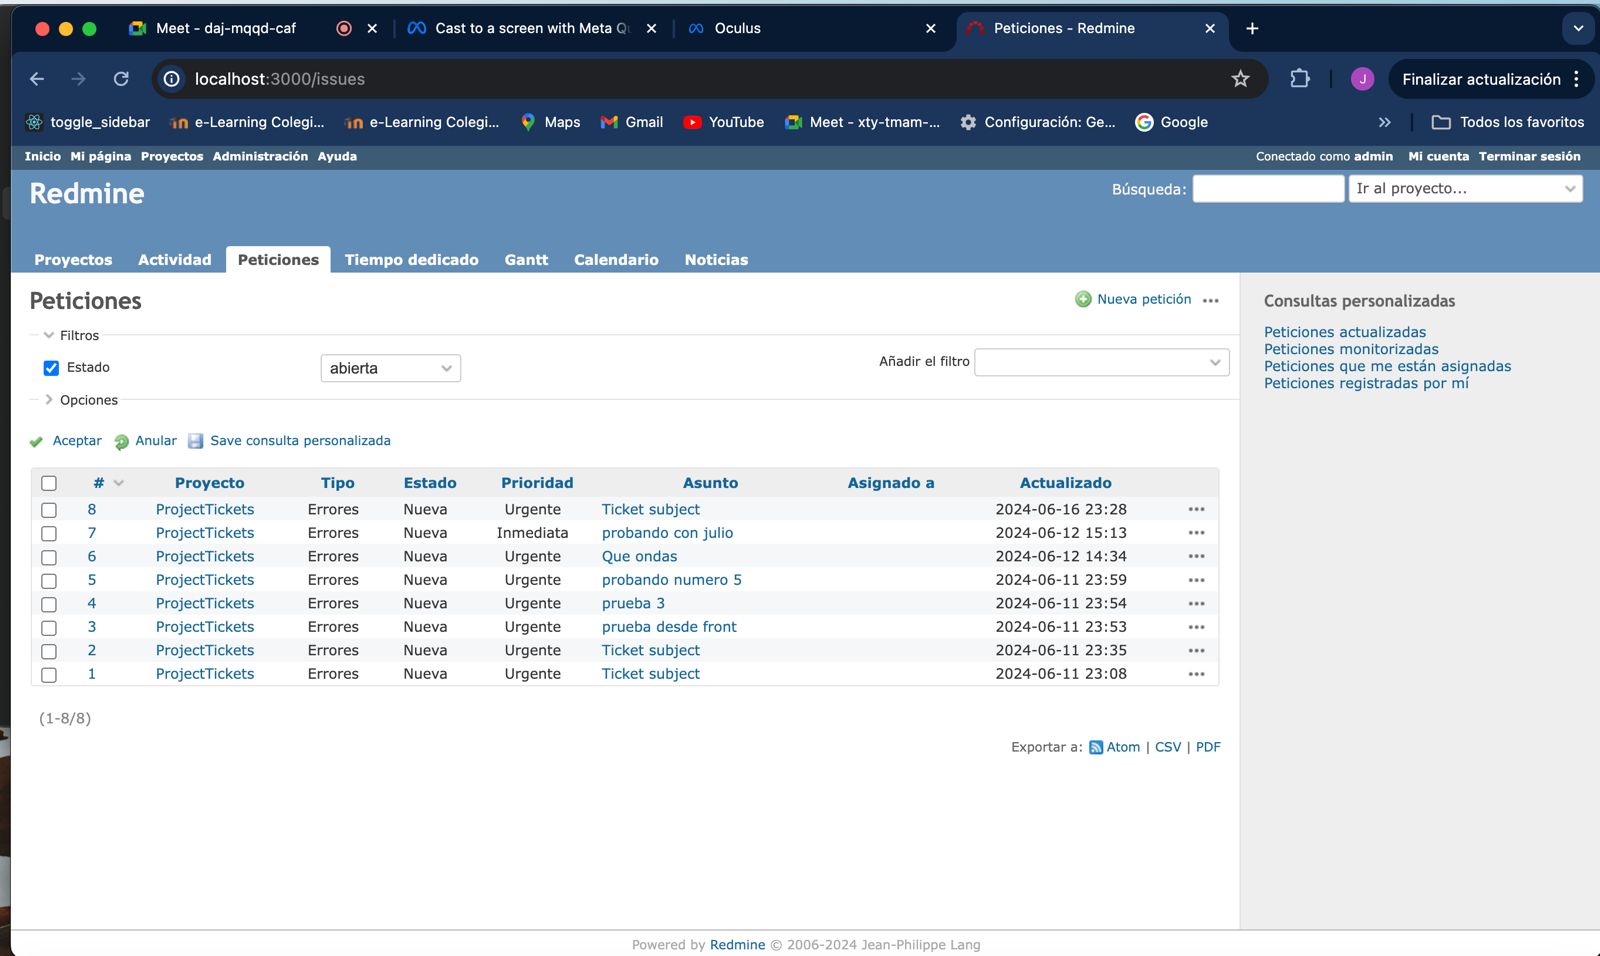 Meet - daj-mqqd-caf
Cast to a screen with Meta Qu
Oculus
Peticiones - Redmine
localhost:3000/issues
J
Finalizar actualización
toggle_sidebar
e-Learning Colegi...
e-Learning Colegi...
Maps
Gmail
YouTube
Meet - xty-tmam-...
Configuración: Ge...
Google
Todos los favoritos
Inicio Mi página Proyectos Administración Ayuda
Conectado como admin Mi cuenta Terminar sesión
Redmine
Búsqueda:
Ir al proyecto...
Proyectos Actividad Peticiones Tiempo dedicado Gantt Calendario Noticias
Peticiones
Nueva petición
Filtros
Estado
abierta
Añadir el filtro
Opciones
Aceptar Anular Save consulta personalizada
# Proyecto Tipo Estado Prioridad Asunto Asignado a Actualizado
8 ProjectTickets Errores Nueva Urgente Ticket subject 2024-06-16 23:28
7 ProjectTickets Errores Nueva Inmediata probando con julio 2024-06-12 15:13
6 ProjectTickets Errores Nueva Urgente Que ondas 2024-06-12 14:34
5 ProjectTickets Errores Nueva Urgente probando numero 5 2024-06-11 23:59
4 ProjectTickets Errores Nueva Urgente prueba 3 2024-06-11 23:54
3 ProjectTickets Errores Nueva Urgente prueba desde front 2024-06-11 23:53
2 ProjectTickets Errores Nueva Urgente Ticket subject 2024-06-11 23:35
1 ProjectTickets Errores Nueva Urgente Ticket subject 2024-06-11 23:08
(1-8/8)
Exportar a: Atom | CSV | PDF
Consultas personalizadas
Peticiones actualizadas
Peticiones monitorizadas
Peticiones que me están asignadas
Peticiones registradas por mí
Powered by Redmine © 2006-2024 Jean-Philippe Lang